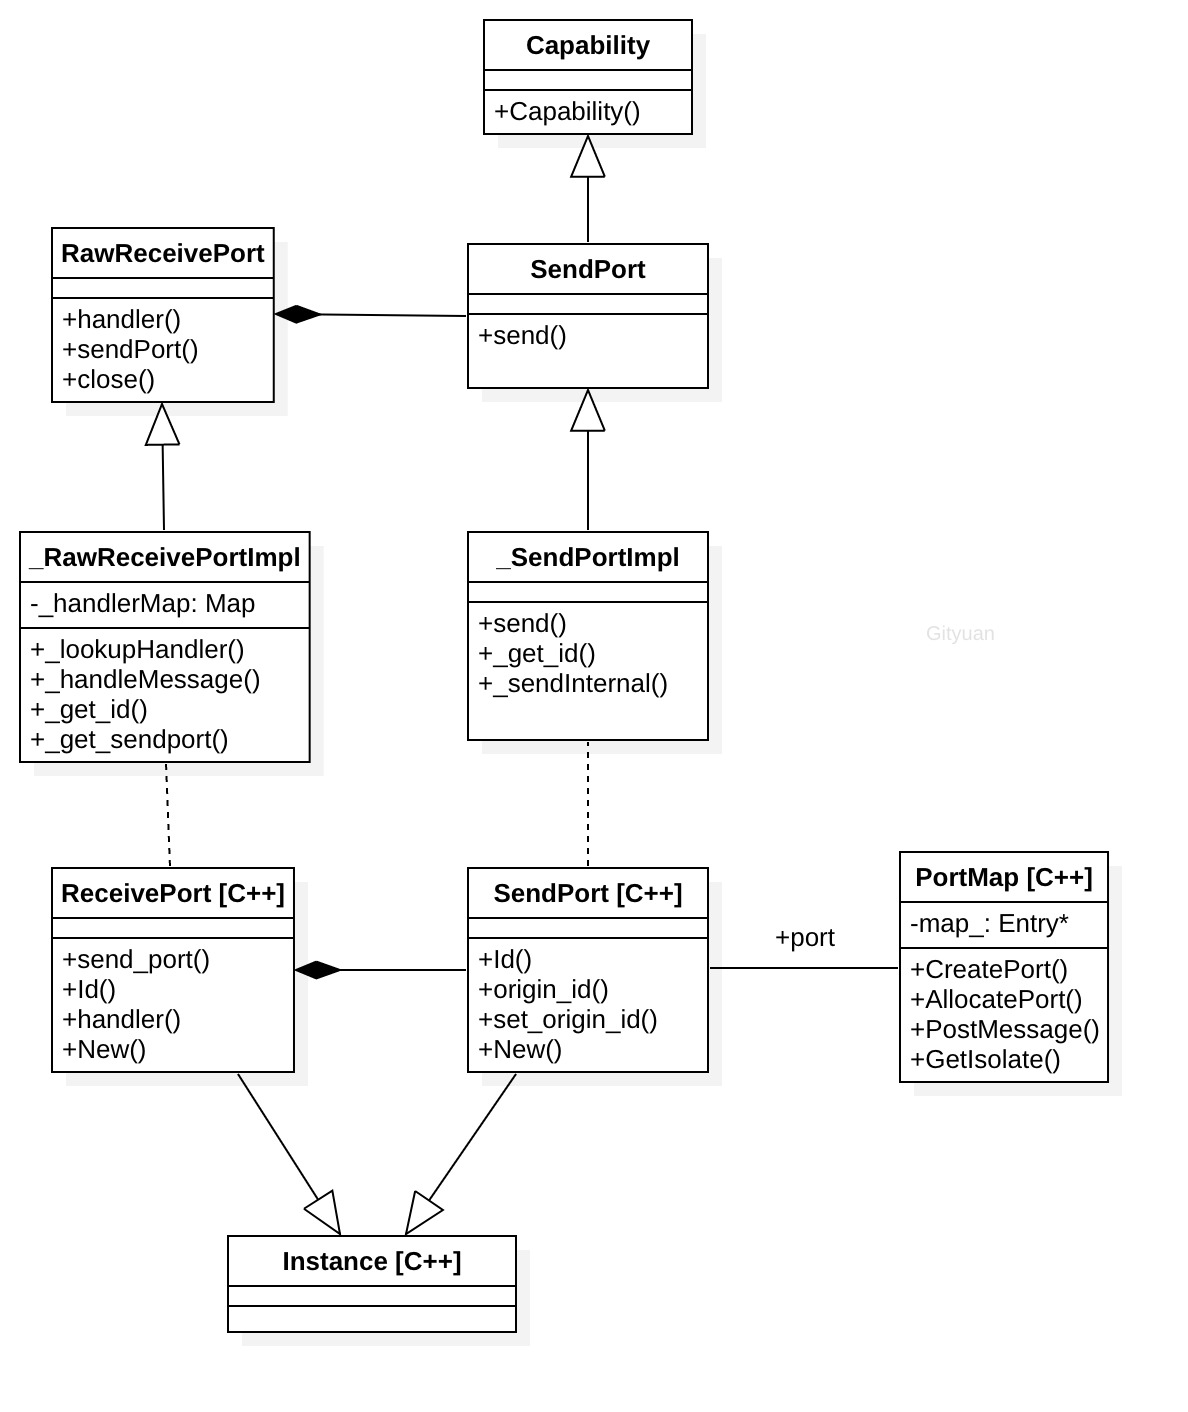 Capability
+Capability()
RawReceivePort
+handler()
+sendPort()
+close()
SendPort
+send()
_RawReceivePortImpl
-_handlerMap: Map
+_lookupHandler()
+_handleMessage()
+_get_id()
+_get_sendport()
_SendPortImpl
+send()
+_get_id()
+_sendInternal()
Gityuan
ReceivePort [C++]
+send_port()
+Id()
+handler()
+New()
SendPort [C++]
+Id()
+origin_id()
+set_origin_id()
+New()
+port
PortMap [C++]
-map_: Entry*
+CreatePort()
+AllocatePort()
+PostMessage()
+GetIsolate()
Instance [C++]